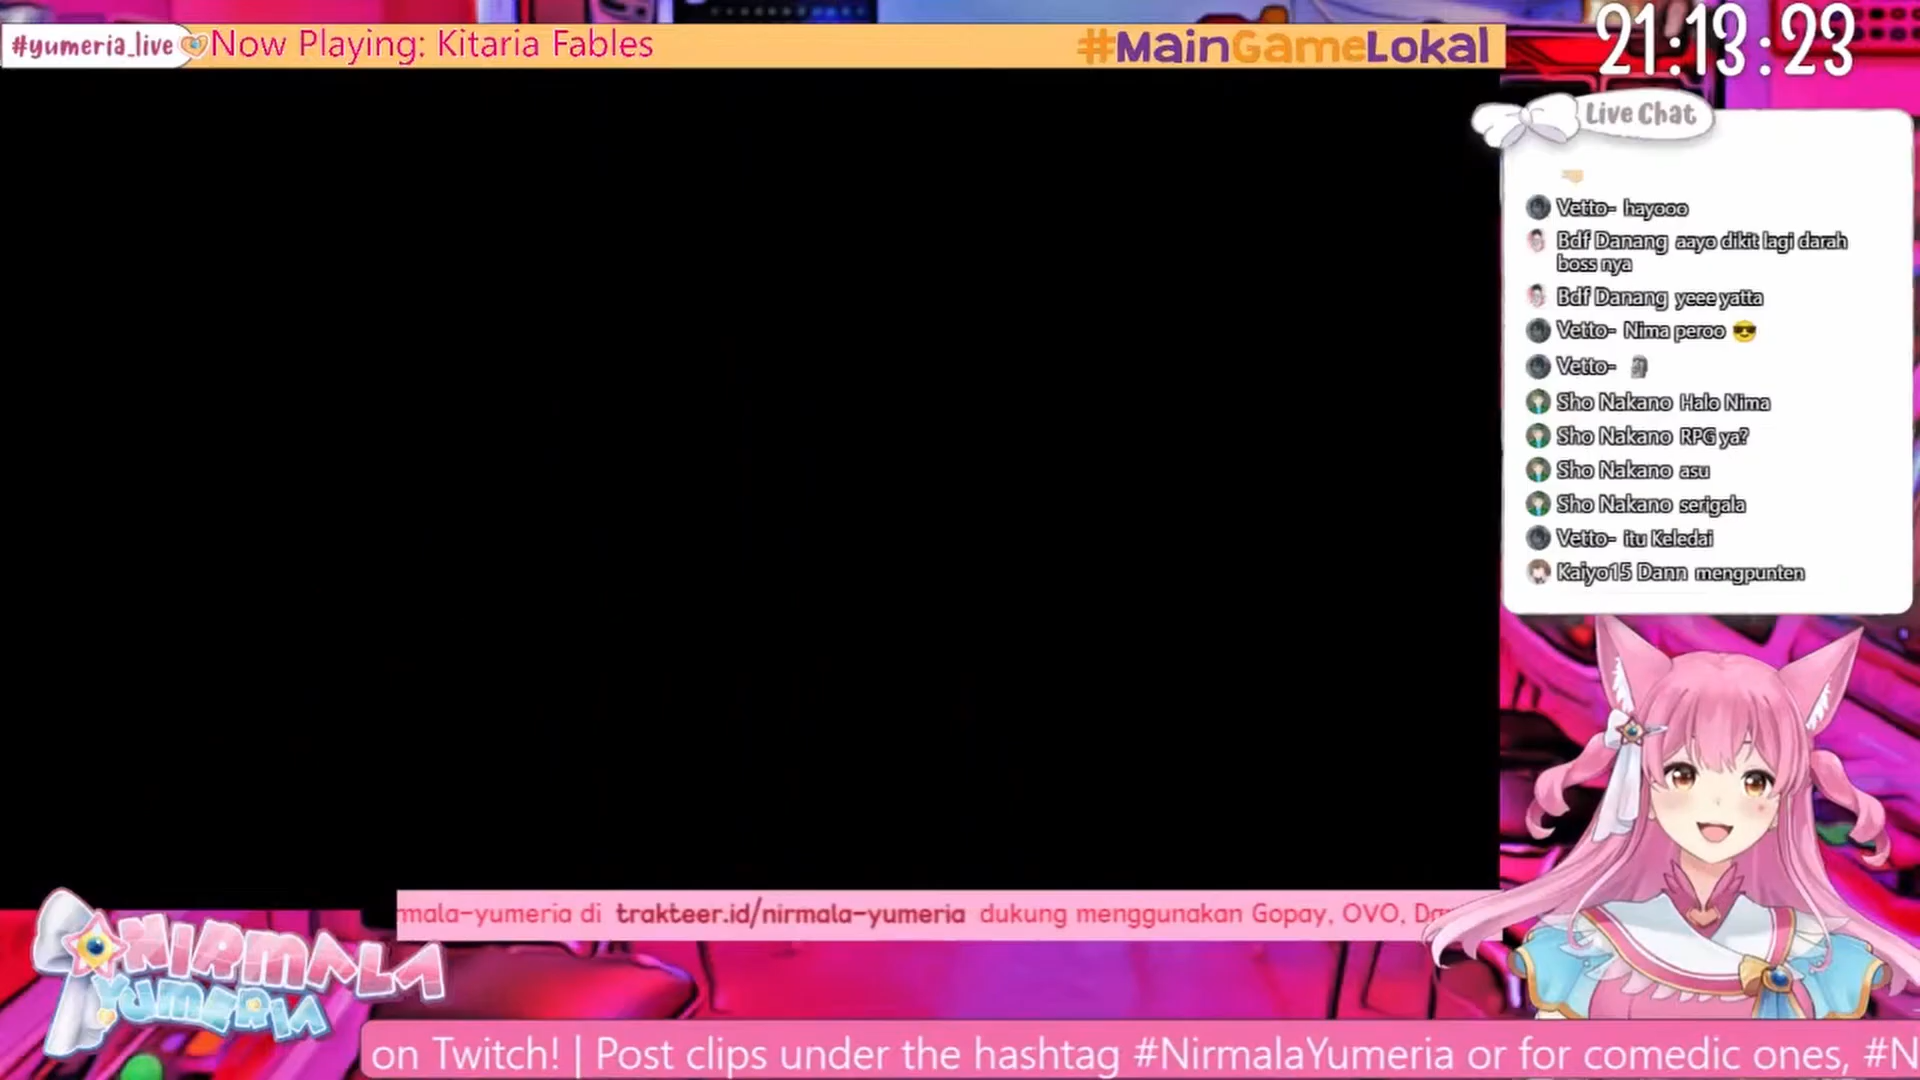 #yumeria_live Now Playing: Kitaria Fables
#MainGameLokal
21:13:23
Live Chat
Vetto- hayooo
Bdf Danang aayo dikit lagi darah
boss nya
Bdf Danang yeee yatta
Vetto- Nima peroo 😎
Vetto- 🗿
Sho Nakano Halo Nima
Sho Nakano RPG ya?
Sho Nakano asu
Sho Nakano serigala
Vetto- itu Keledai
Kaiyo15 Dann mengpunten
mala-yumeria di trakteer.id/nirmala-yumeria dukung menggunakan Gopay, OVO,
NIRMALA
YUMERIA
on Twitch! | Post clips under the hashtag #NirmalaYumeria or for comedic ones, #N